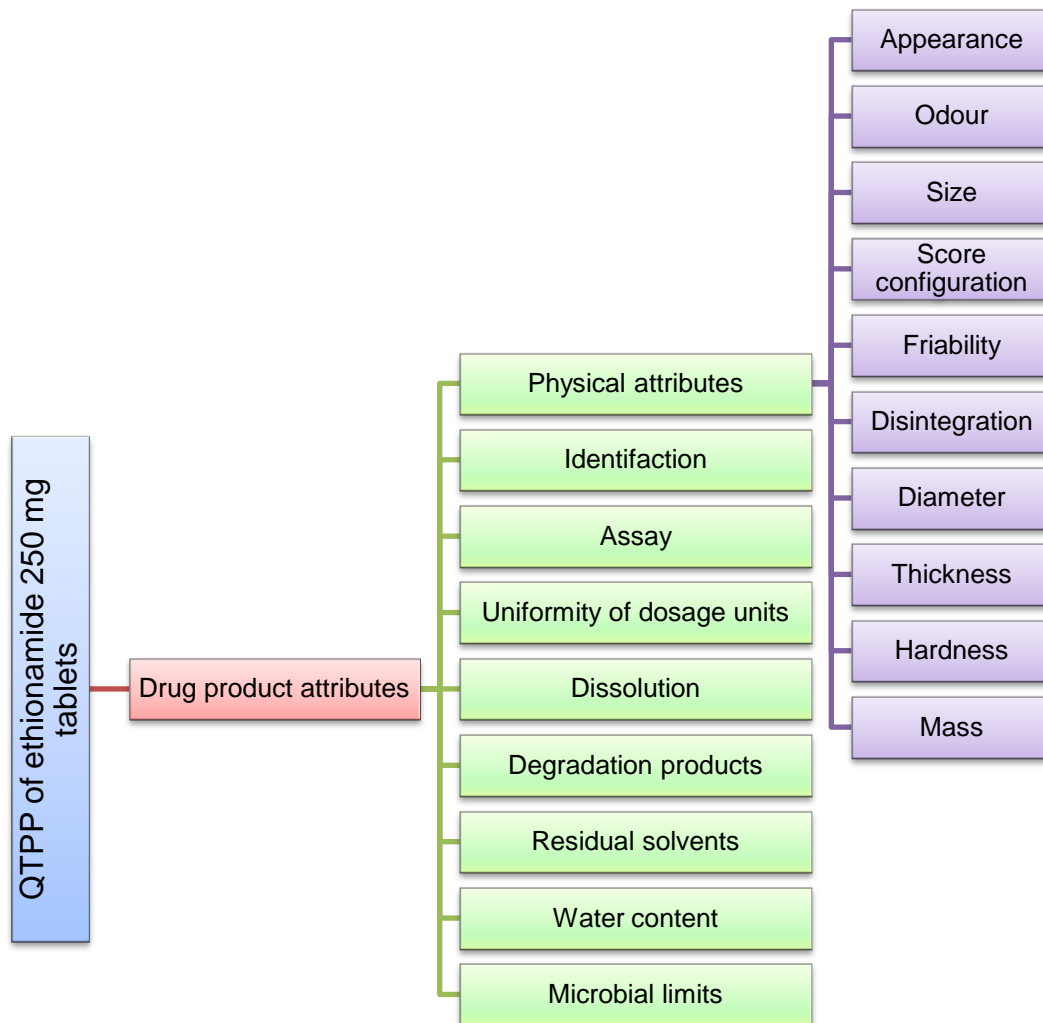 QTPP of ethionamide 250 mg
tablets
Drug product attributes
Physical attributes
Identifaction
Assay
Uniformity of dosage units
Dissolution
Degradation products
Residual solvents
Water content
Microbial limits
Appearance
Odour
Size
Score
configuration
Friability
Disintegration
Diameter
Thickness
Hardness
Mass